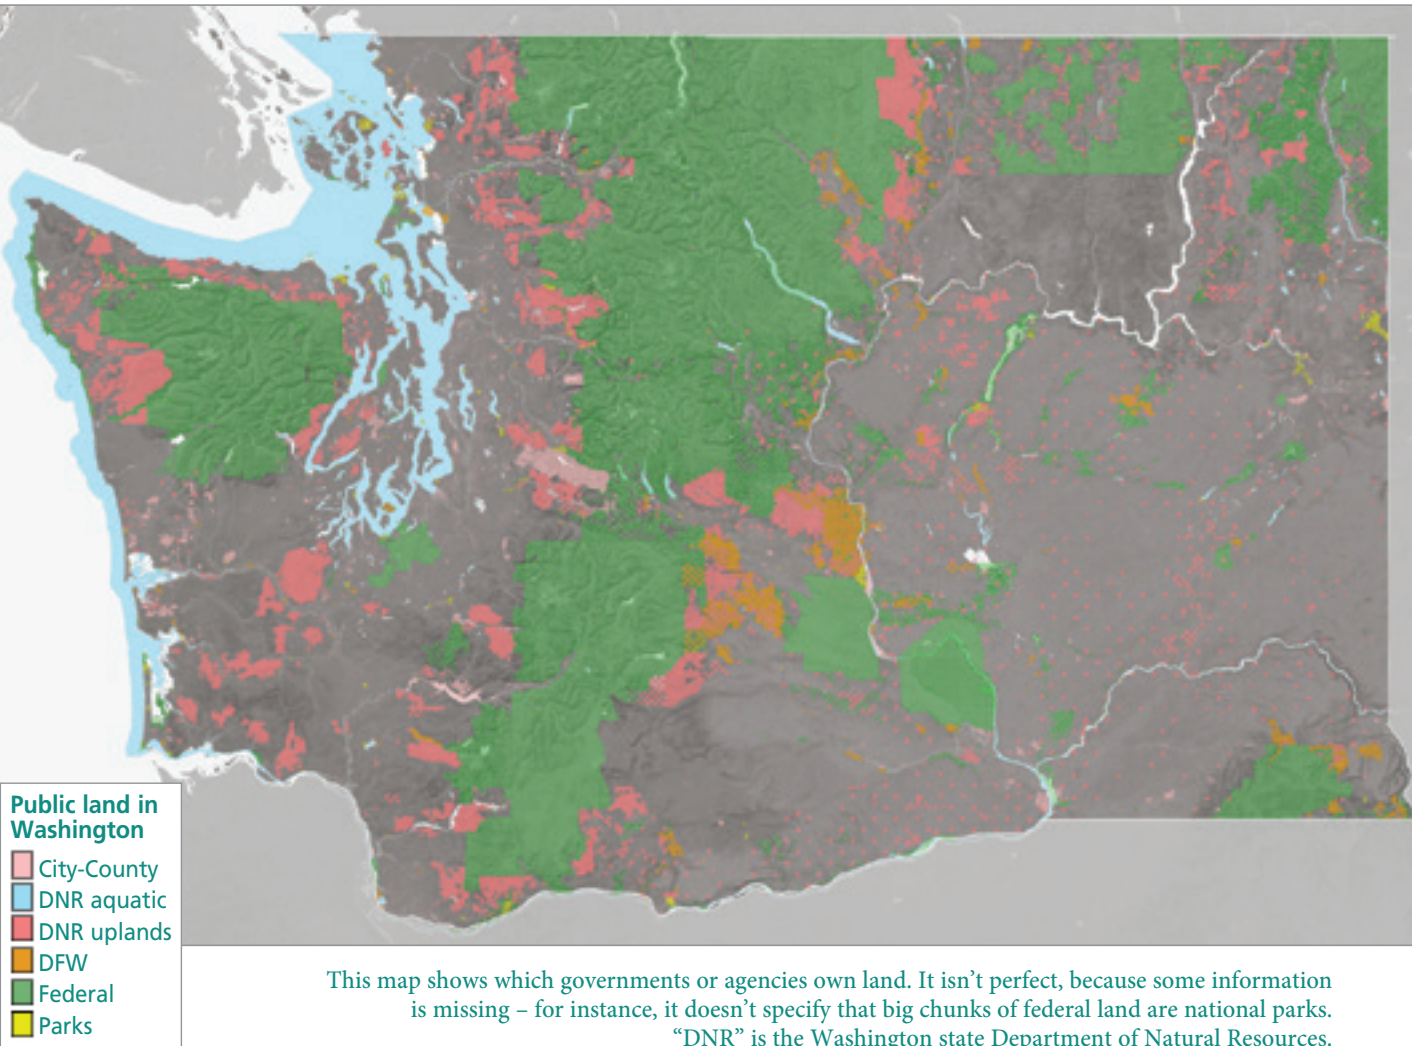 Public land in
Washington
City-County
DNR aquatic
DNR uplands
DFW
Federal
Parks
This map shows which governments or agencies own land. It isn’t perfect, because some information
is missing – for instance, it doesn’t specify that big chunks of federal land are national parks.
“DNR” is the Washington state Department of Natural Resources.